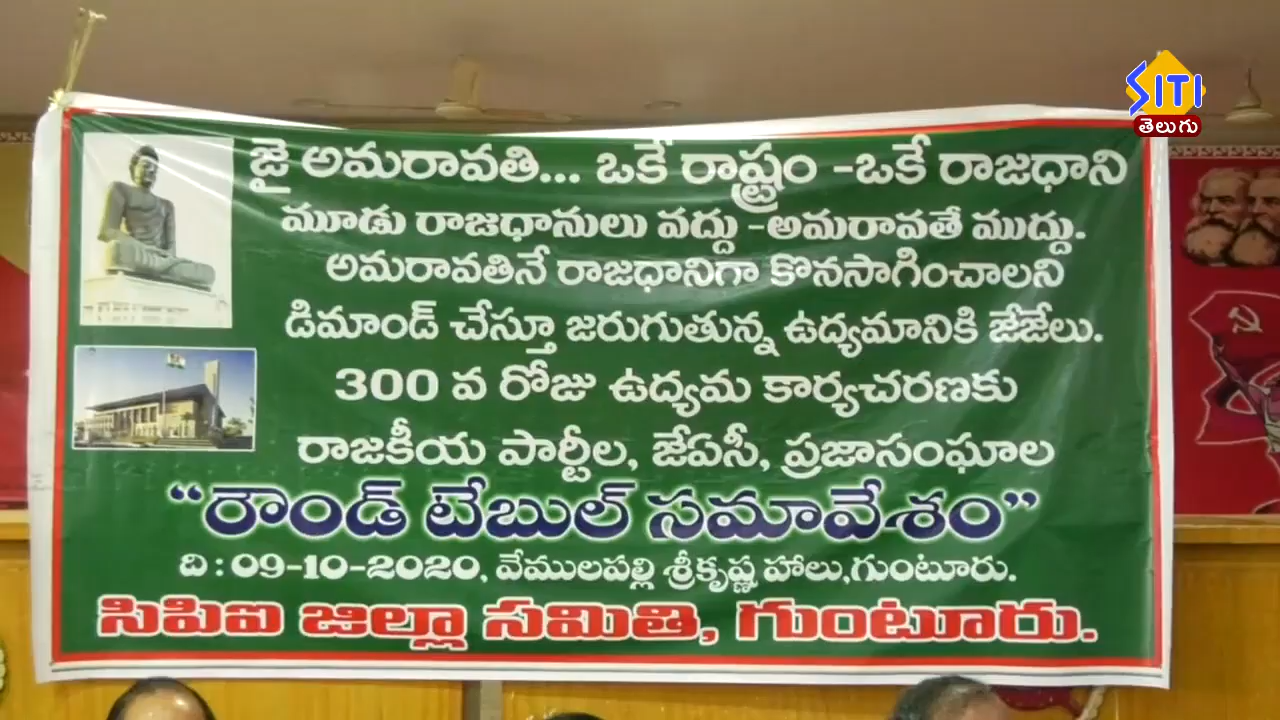 SITI
తెలుగు
జై అమరావతి... ఒకే రాష్ట్రం -ఒకే రాజధాని
మూడు రాజధానులు వద్దు -అమరావతే ముద్దు.
అమరావతినే రాజధానిగా కొనసాగించాలని
డిమాండ్ చేస్తూ జరుగుతున్న ఉద్యమానికి జేజేలు.
300 వ రోజు ఉద్యమ కార్యచరణకు
రాజకీయ పార్టీల, జేఏసీ, ప్రజాసంఘాల
“రౌండ్ టేబుల్ సమావేశం”
ది : 09-10-2020, వేములపల్లి శ్రీకృష్ణ హాలు,గుంటూరు.
సిపిఐ జిల్లా సమితి, గుంటూరు.